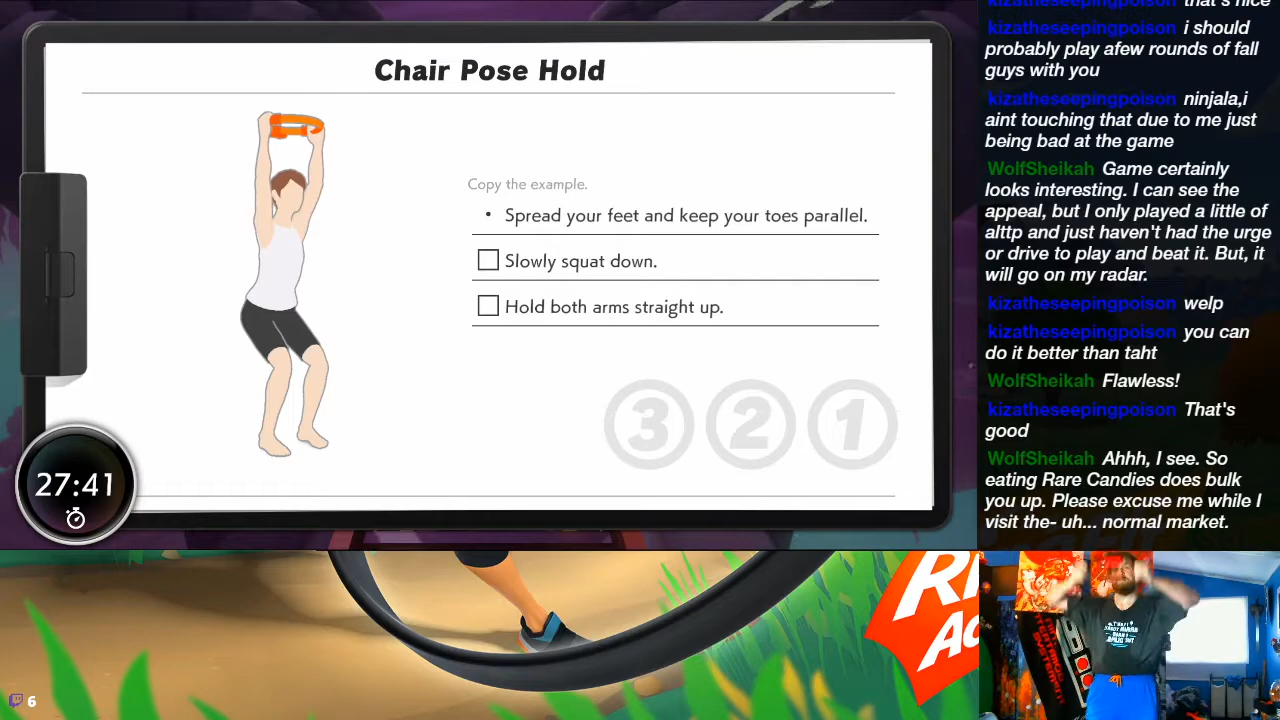 Chair Pose Hold
Copy the example.
• Spread your feet and keep your toes parallel.
Slowly squat down.
Hold both arms straight up.
3 2 1
27:41
6
kizatheseepingpoison that's nice
kizatheseepingpoison i should
probably play afew rounds of fall
guys with you
kizatheseepingpoison ninjala,i
aint touching that due to me just
being bad at the game
WolfSheikah Game certainly
looks interesting. I can see the
appeal, but I only played a little of
alttp and just haven't had the urge
or drive to play and beat it. But, it
will go on my radar.
kizatheseepingpoison welp
kizatheseepingpoison you can
do it better than taht
WolfSheikah Flawless!
kizatheseepingpoison That's
good
WolfSheikah Ahhh, I see. So
eating Rare Candies does bulk
you up. Please excuse me while I
visit the- uh... normal market.